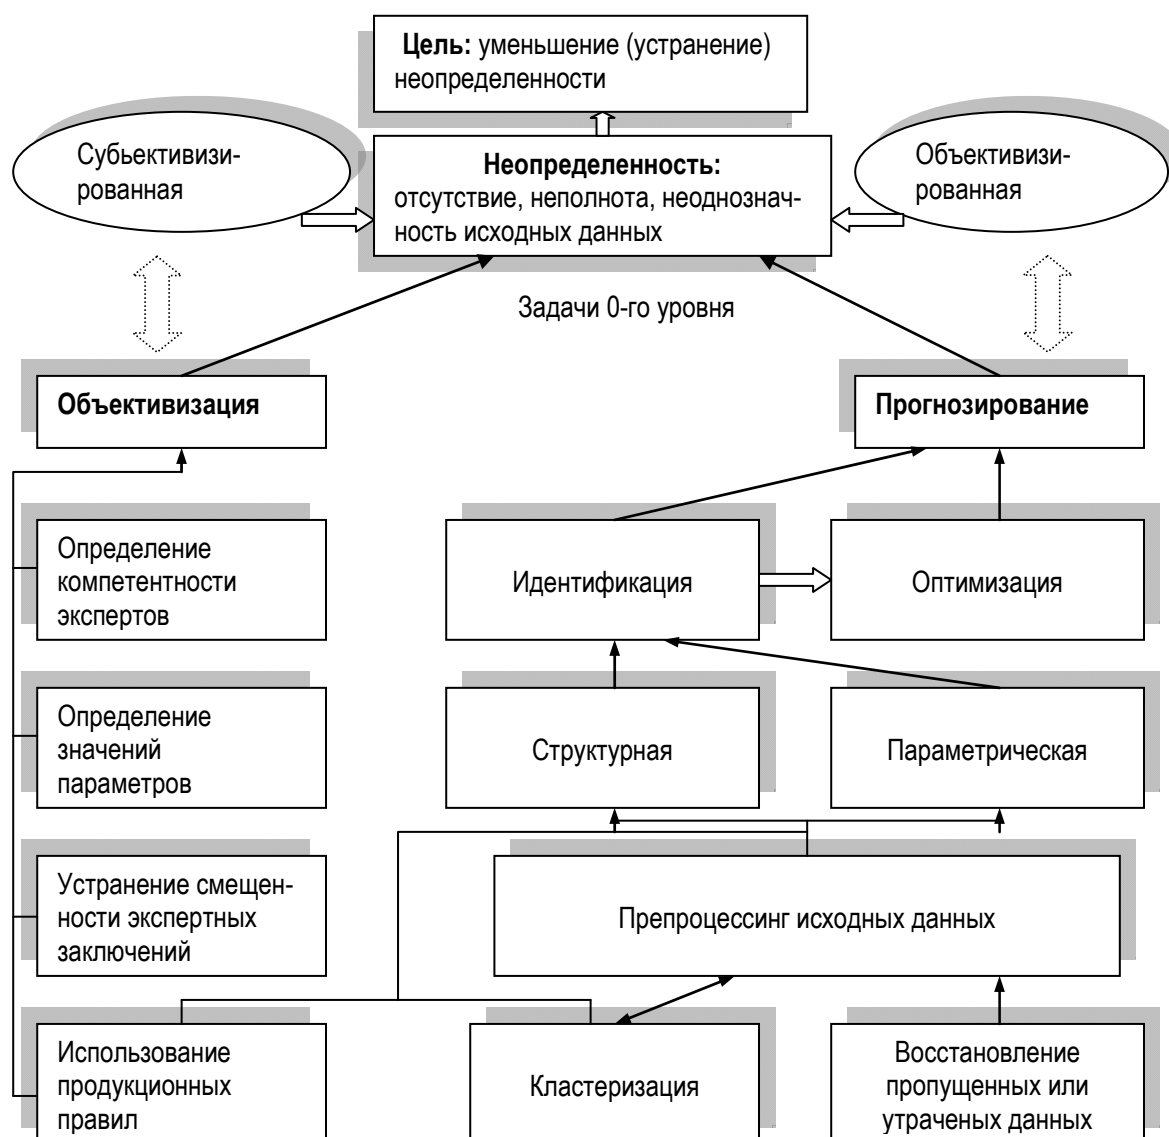 Цель: уменьшение (устранение)
неопределенности
Субьективизи-
рованная
Неопределенность:
отсутствие, неполнота, неоднознач-
ность исходных данных
Объективизи-
рованная
Задачи 0-го уровня
Объективизация
Прогнозирование
Определение
компетентности
экспертов
Идентификация
Оптимизация
Определение
значений
параметров
Структурная
Параметрическая
Устранение смещен-
ности экспертных
заключений
Препроцессинг исходных данных
Использование
продукционных
правил
Кластеризация
Восстановление
пропущенных или
утраченых данных